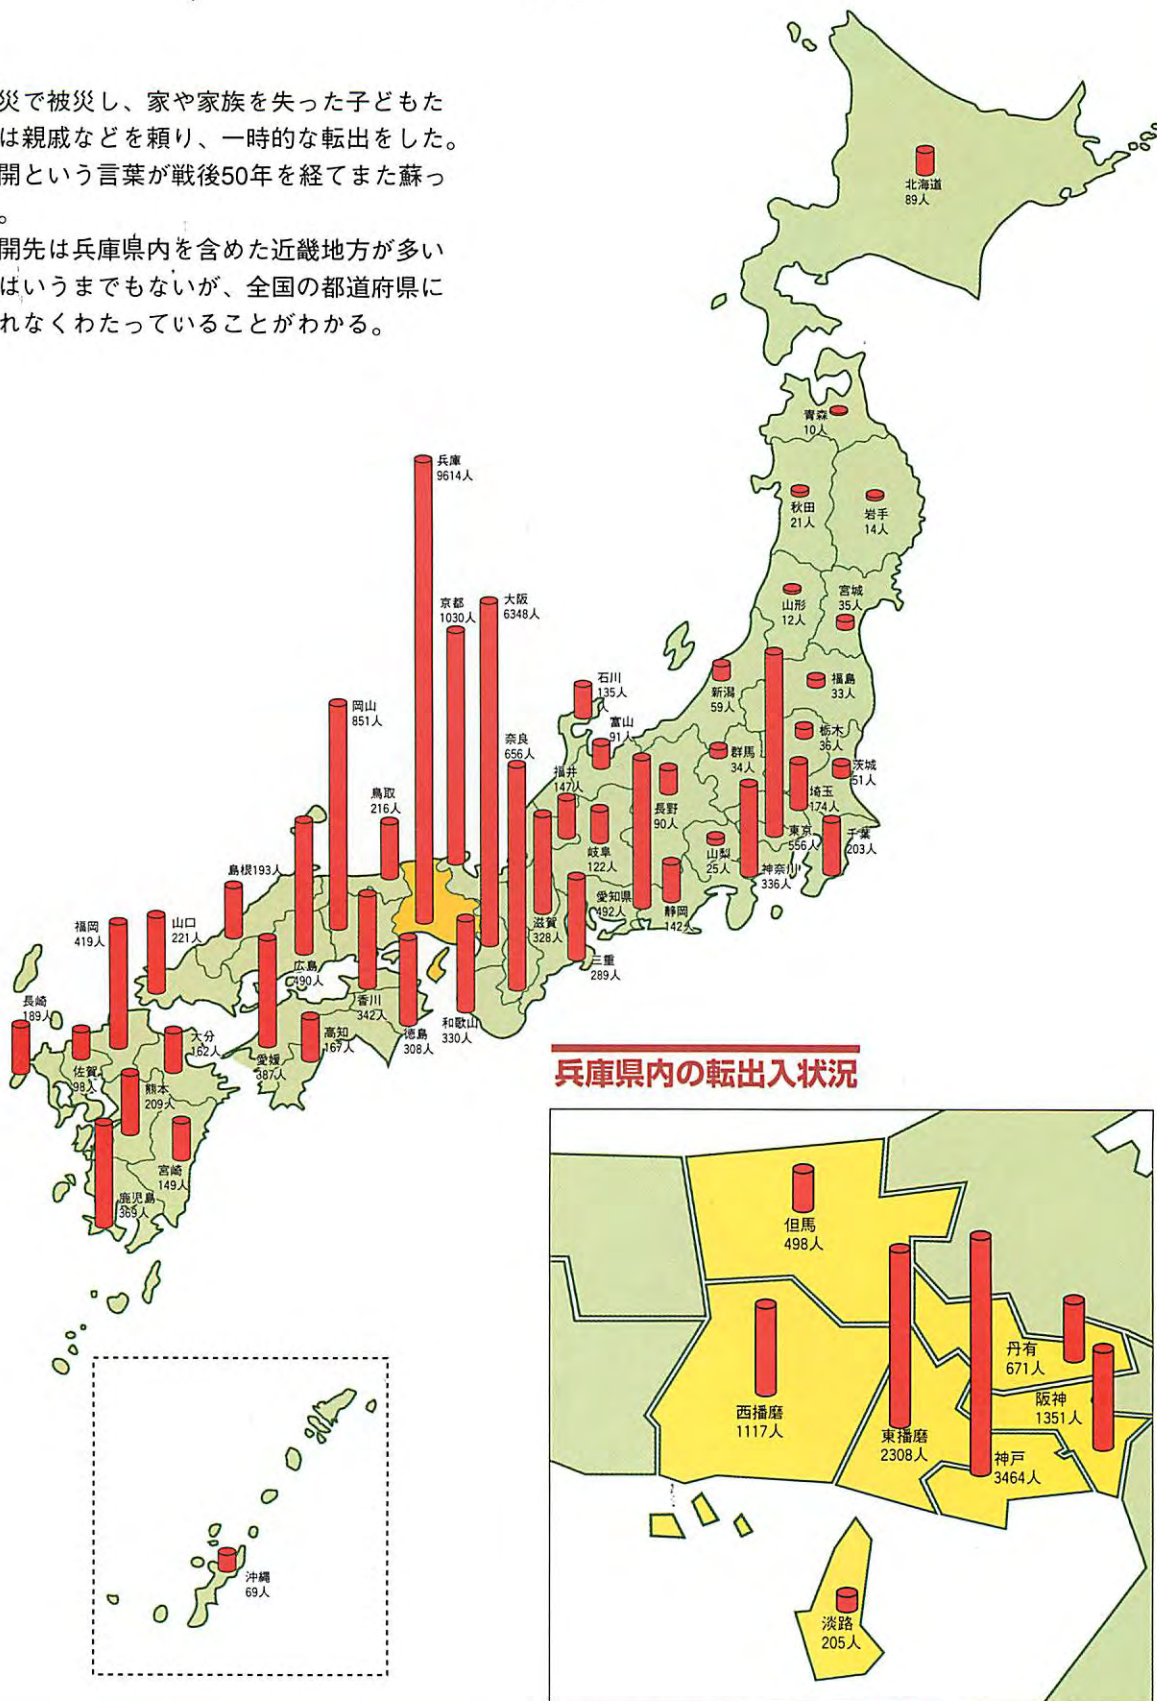 災で被災し、家や家族を失った子どもた
は親戚などを頼り、一時的な転出をした。
開という言葉が戦後50年を経てまた蘇っ
。
開先は兵庫県内を含めた近畿地方が多い
はいうまでもないが、全国の都道府県に
れなくわたっていることがわかる。
北海道
89人
青森
10人
秋田
21人
岩手
14人
山形
12人
宮城
35人
新潟
59人
福島
33人
栃木
36人
群馬
34人
茨城
51人
埼玉
174人
東京
556人
千葉
203人
神奈川
336人
山梨
25人
長野
90人
静岡
142人
石川
135人
人
富山
91人
福井
147人
岐阜
122人
愛知県
492人
滋賀
328人
三重
289人
兵庫
9614人
京都
1030人
大阪
6348人
奈良
656人
和歌山
330人
岡山
851人
鳥取
216人
島根193人
広島
490人
山口
221人
香川
342人
徳島
308人
高知
167人
愛媛
387人
福岡
419人
長崎
189人
佐賀
98人
大分
162人
熊本
209人
宮崎
149人
鹿児島
369人
沖縄
69人
兵庫県内の転出入状況
但馬
498人
丹有
671人
阪神
1351人
西播磨
1117人
東播磨
2308人
神戸
3464人
淡路
205人